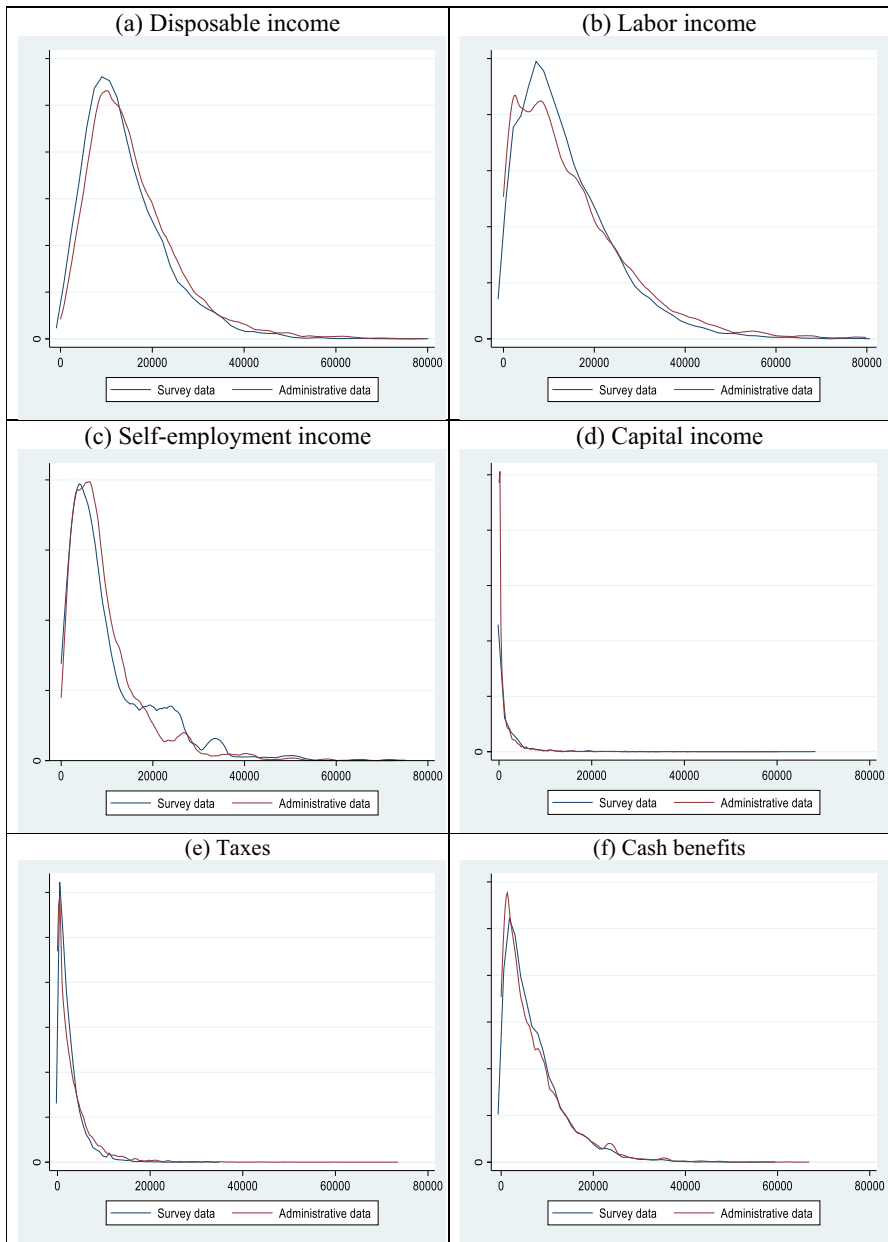 (a) Disposable income
0
0 20000 40000 60000 80000
Survey data Administrative data
(b) Labor income
0
0 20000 40000 60000 80000
Survey data Administrative data
(c) Self-employment income
0
0 20000 40000 60000 80000
Survey data Administrative data
(d) Capital income
0
0 20000 40000 60000 80000
Survey data Administrative data
(e) Taxes
0
0 20000 40000 60000 80000
Survey data Administrative data
(f) Cash benefits
0
0 20000 40000 60000 80000
Survey data Administrative data